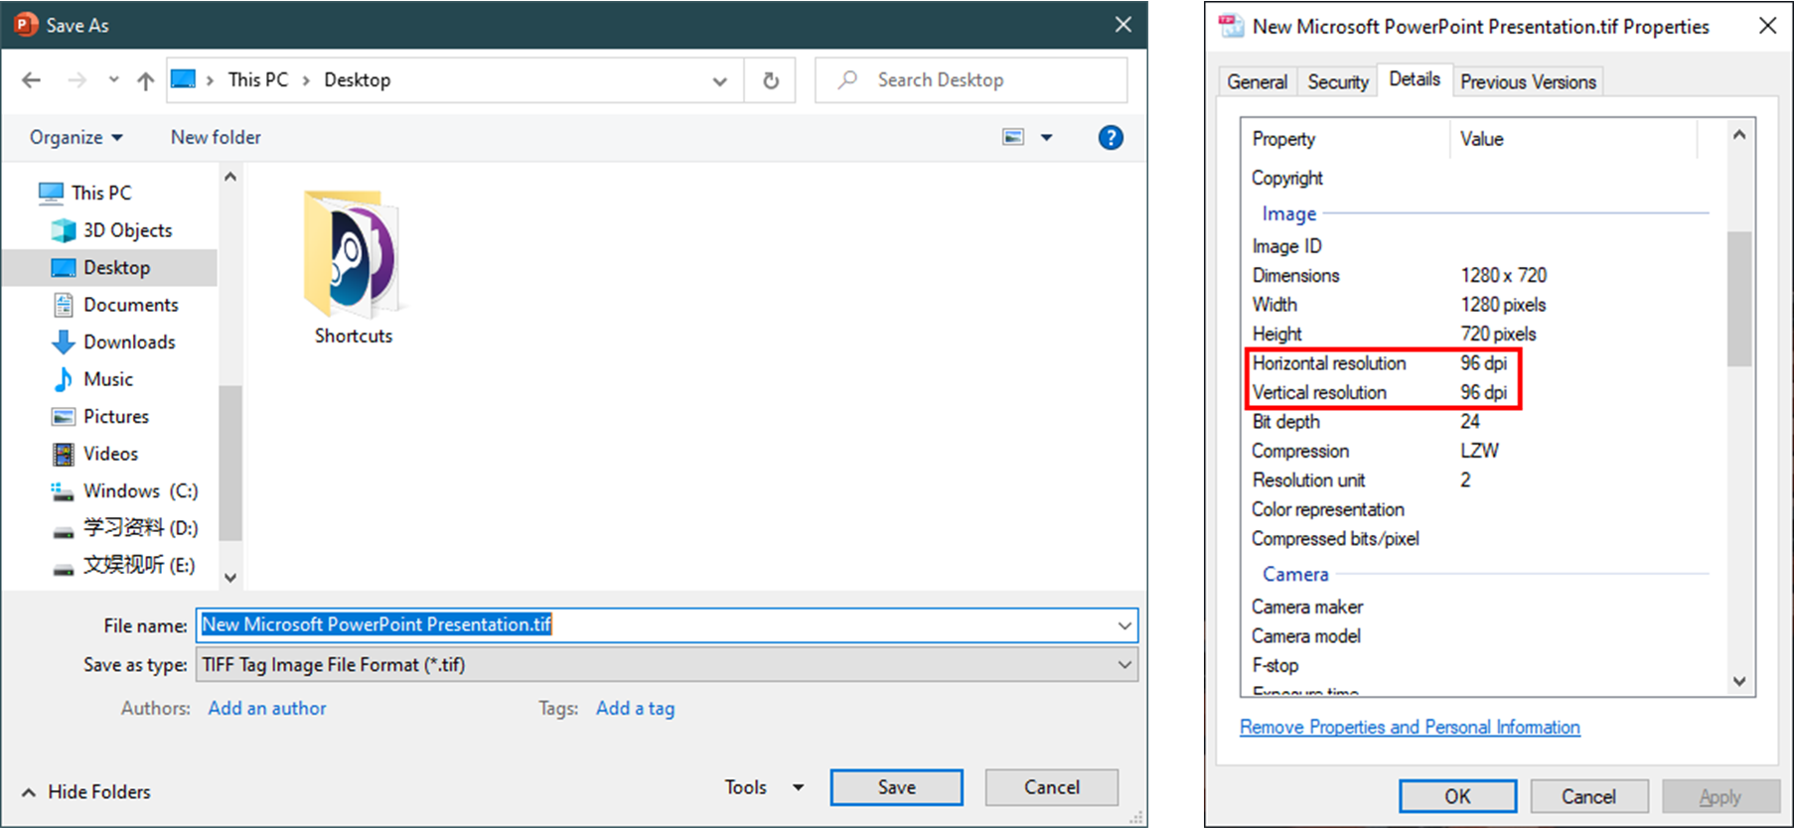 Save As
This PC > Desktop
Search Desktop
Organize
New folder
?
This PC
3D Objects
Desktop
Documents
Downloads
Music
Pictures
Videos
Windows (C:)
学习资料 (D:)
文娱视听 (E:)
Shortcuts
File name: New Microsoft PowerPoint Presentation.tif
Save as type: TIFF Tag Image File Format (*.tif)
Authors: Add an author Tags: Add a tag
Hide Folders
Tools
Save
Cancel
New Microsoft PowerPoint Presentation.tif Properties
General Security Details Previous Versions
Property Value
Copyright
Image
Image ID
Dimensions 1280 x 720
Width 1280 pixels
Height 720 pixels
Horizontal resolution 96 dpi
Vertical resolution 96 dpi
Bit depth 24
Compression LZW
Resolution unit 2
Color representation
Compressed bits/pixel
Camera
Camera maker
Camera model
F-stop
Exposure time
Remove Properties and Personal Information
OK
Cancel
Apply